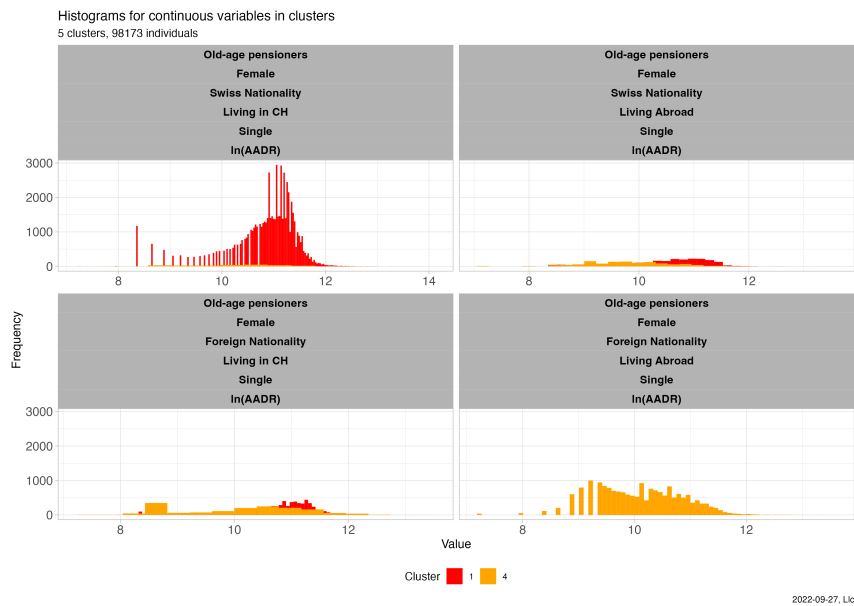 Histograms for continuous variables in clusters
5 clusters, 98173 individuals
Old-age pensioners
Female
Swiss Nationality
Living in CH
Single
ln(AADR)
Old-age pensioners
Female
Swiss Nationality
Living Abroad
Single
ln(AADR)
3000
2000
1000
0
8 10 12 14
8 10 12
Old-age pensioners
Female
Foreign Nationality
Living in CH
Single
ln(AADR)
Old-age pensioners
Female
Foreign Nationality
Living Abroad
Single
ln(AADR)
3000
2000
1000
0
8 10 12
8 10 12
Frequency
Value
Cluster 1 4
2022-09-27, Llc